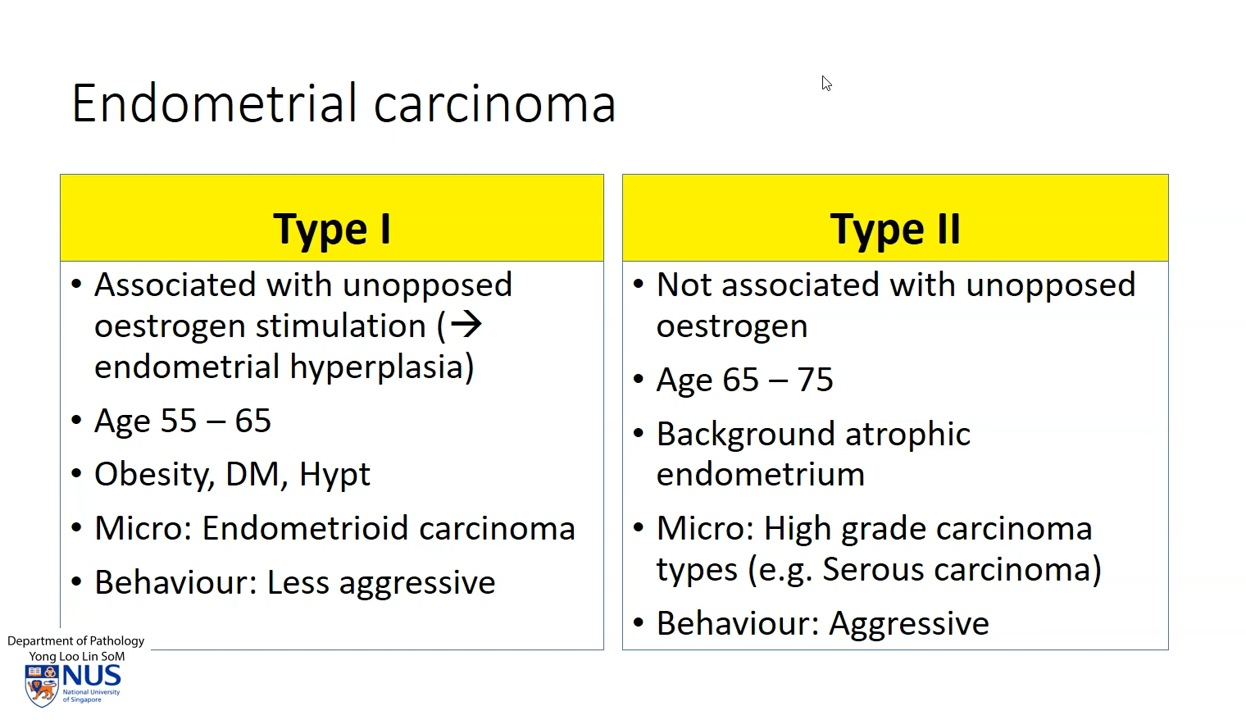 Endometrial carcinoma
Type I
• Associated with unopposed
oestrogen stimulation (→
endometrial hyperplasia)
• Age 55 – 65
• Obesity, DM, Hypt
• Micro: Endometrioid carcinoma
• Behaviour: Less aggressive
Type II
• Not associated with unopposed
oestrogen
• Age 65 – 75
• Background atrophic
endometrium
• Micro: High grade carcinoma
types (e.g. Serous carcinoma)
• Behaviour: Aggressive
Department of Pathology
Yong Loo Lin SoM
NUS
National University
of Singapore